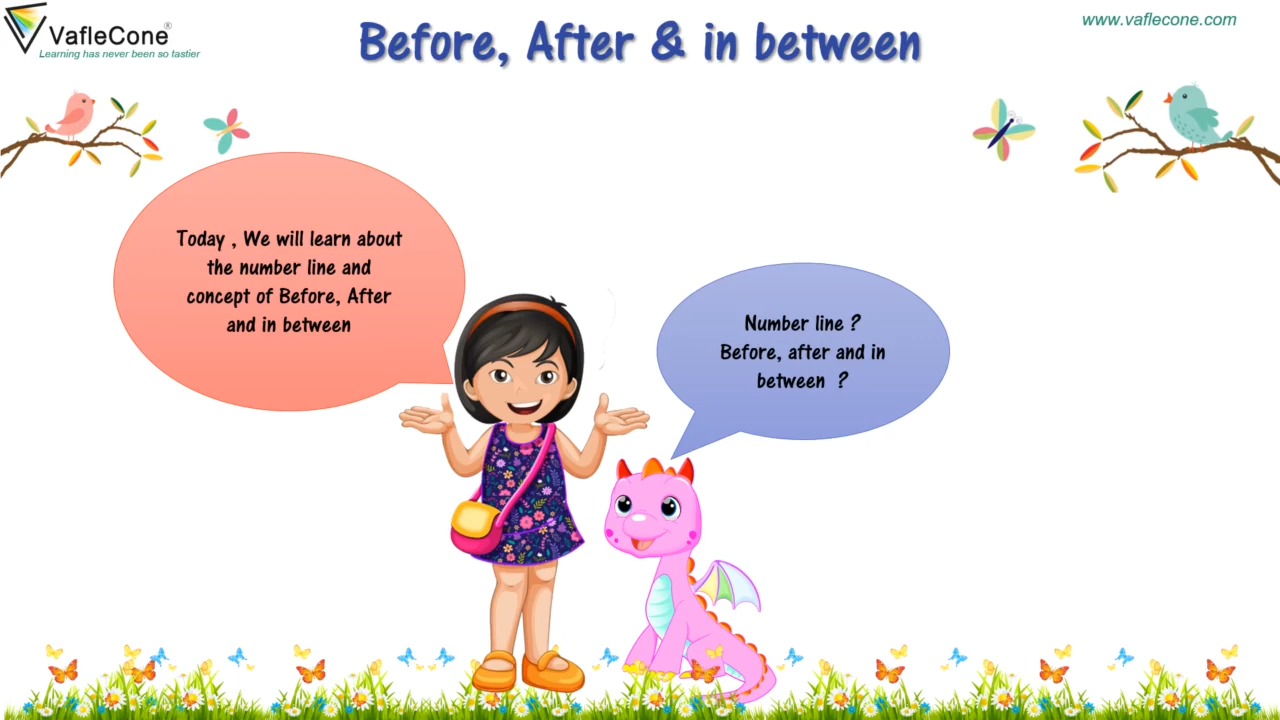 VafleCone®
Learning has never been so tastier
Before, After & in between
www.vaflecone.com
Today , We will learn about
the number line and
concept of Before, After
and in between
Number line ?
Before, after and in
between ?